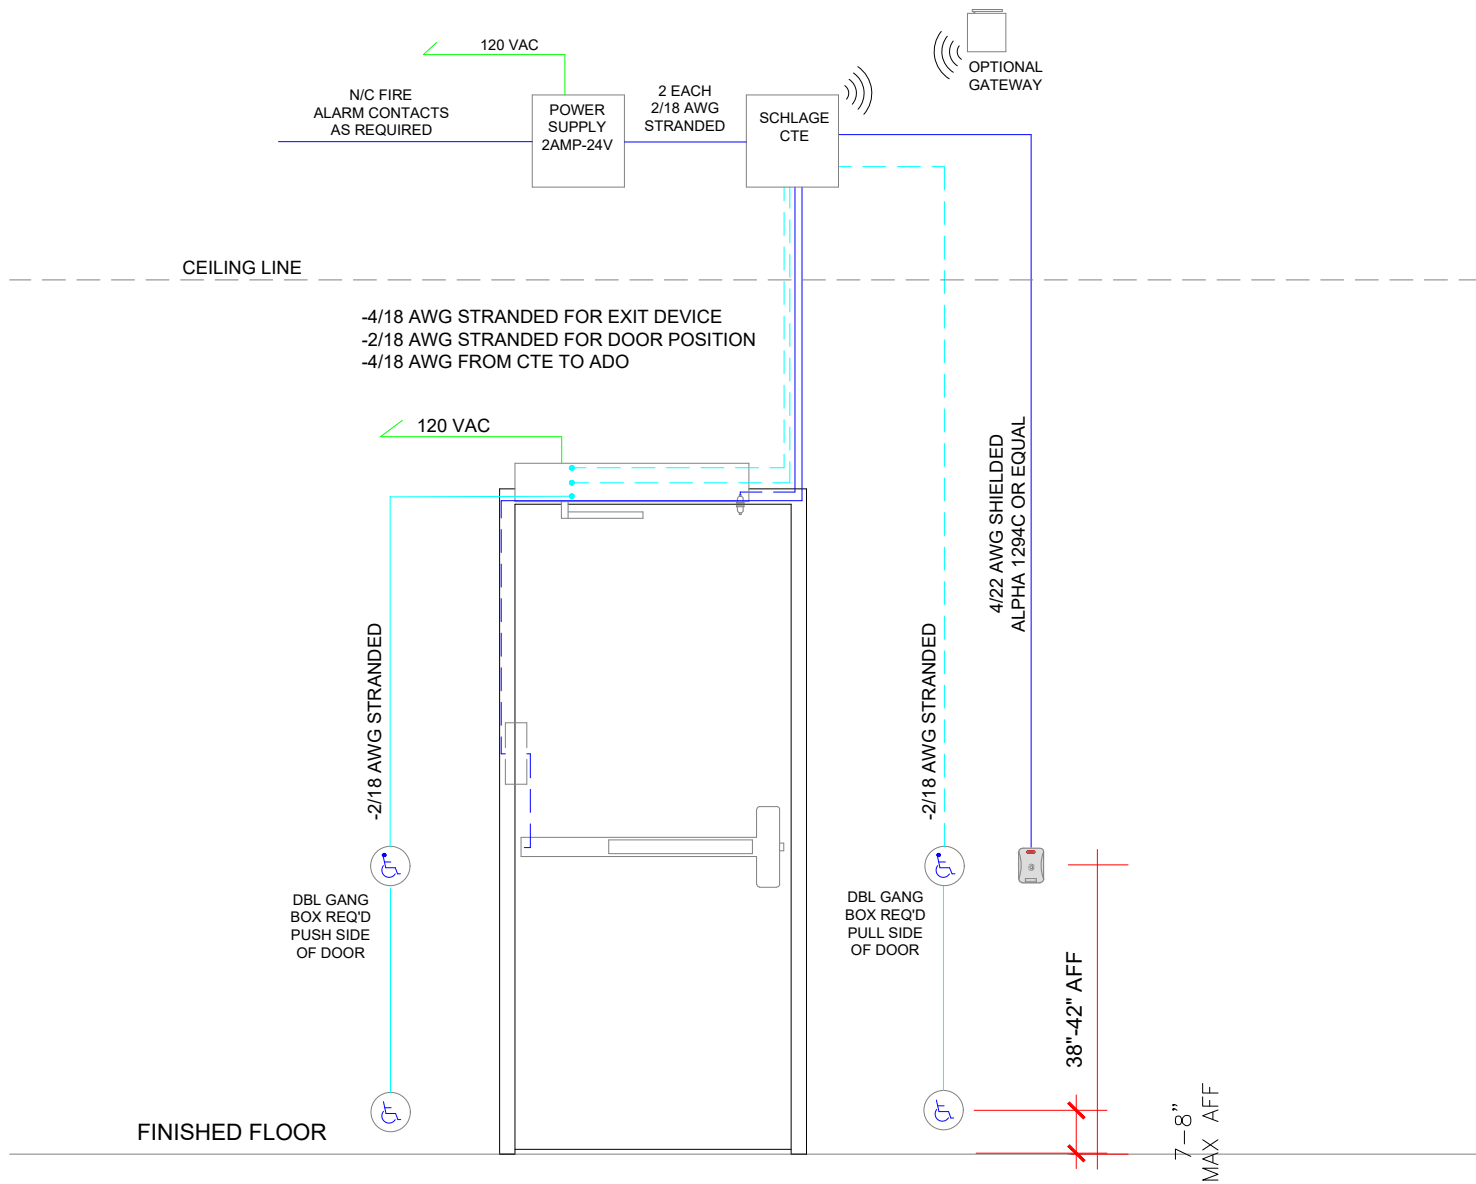 120 VAC
OPTIONAL
GATEWAY
N/C FIRE
ALARM CONTACTS
AS REQUIRED
POWER
SUPPLY
2AMP-24V
2 EACH
2/18 AWG
STRANDED
SCHLAGE
CTE
CEILING LINE
-4/18 AWG STRANDED FOR EXIT DEVICE
-2/18 AWG STRANDED FOR DOOR POSITION
-4/18 AWG FROM CTE TO ADO
120 VAC
4/22 AWG SHIELDED
ALPHA 1294C OR EQUAL
-2/18 AWG STRANDED
-2/18 AWG STRANDED
DBL GANG
BOX REQ'D
PUSH SIDE
OF DOOR
DBL GANG
BOX REQ'D
PULL SIDE
OF DOOR
38"-42" AFF
7-8"
MAX AFF
FINISHED FLOOR